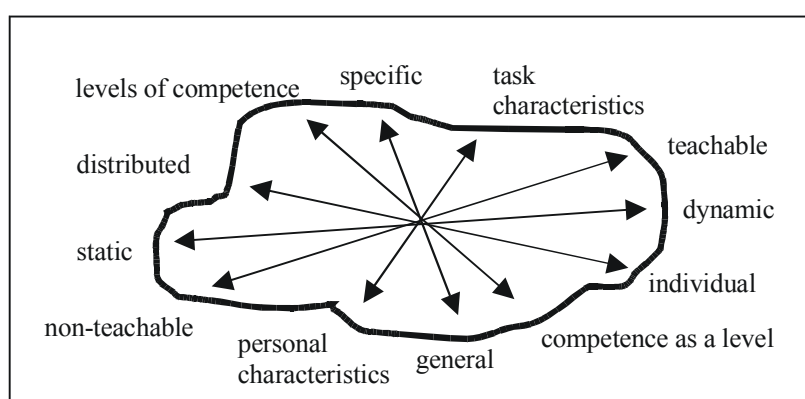 levels of competence
specific
task
characteristics
teachable
distributed
dynamic
static
individual
non-teachable
personal
characteristics
general
competence as a level